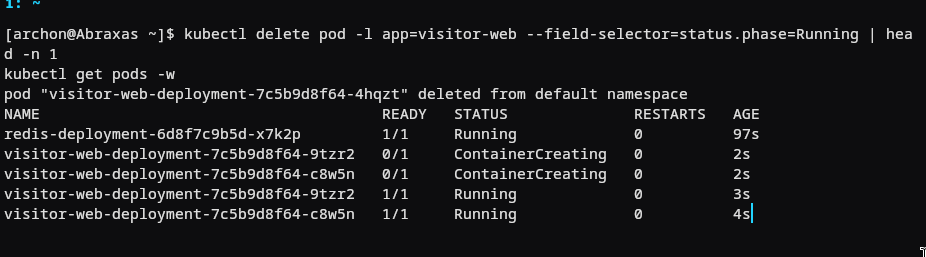 i: ~
[archon@Abraxas ~]$ kubectl delete pod -l app=visitor-web --field-selector=status.phase=Running | hea
d -n 1
kubectl get pods -w
pod "visitor-web-deployment-7c5b9d8f64-4hqzt" deleted from default namespace
NAME READY STATUS RESTARTS AGE
redis-deployment-6d8f7c9b5d-x7k2p 1/1 Running 0 97s
visitor-web-deployment-7c5b9d8f64-9tzr2 0/1 ContainerCreating 0 2s
visitor-web-deployment-7c5b9d8f64-c8w5n 0/1 ContainerCreating 0 2s
visitor-web-deployment-7c5b9d8f64-9tzr2 1/1 Running 0 3s
visitor-web-deployment-7c5b9d8f64-c8w5n 1/1 Running 0 4s